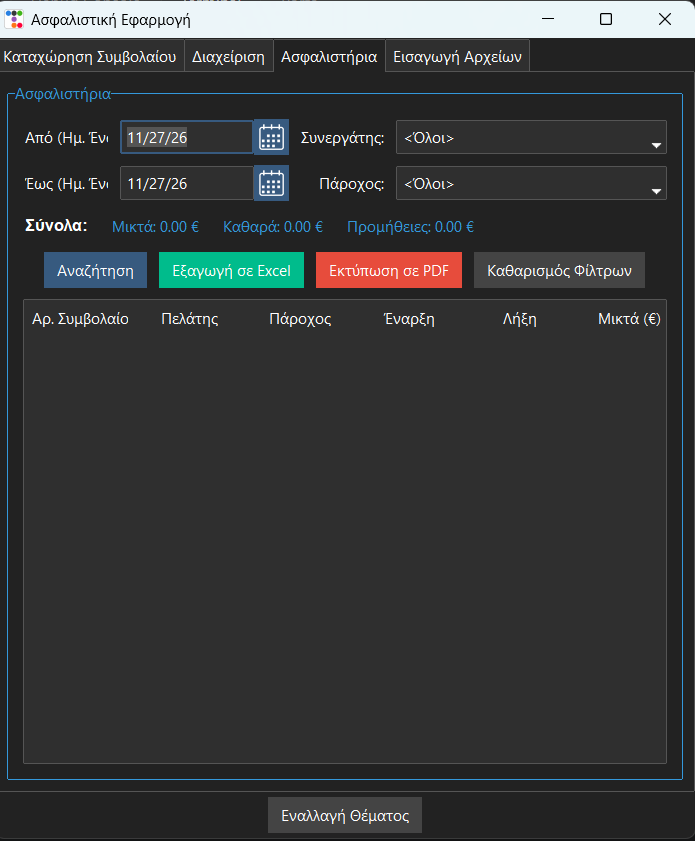 Ασφαλιστική Εφαρμογή
Καταχώρηση Συμβολαίου Διαχείριση Ασφαλιστήρια Εισαγωγή Αρχείων
Ασφαλιστήρια
Από (Ημ. Ένα 11/27/26 Συνεργάτης: <Όλοι>
Έως (Ημ. Ένα 11/27/26 Πάροχος: <Όλοι>
Σύνολα: Μικτά: 0.00 € Καθαρά: 0.00 € Προμήθειες: 0.00 €
Αναζήτηση Εξαγωγή σε Excel Εκτύπωση σε PDF Καθαρισμός Φίλτρων
Αρ. Συμβολαίο Πελάτης Πάροχος Έναρξη Λήξη Μικτά (€)
Εναλλαγή Θέματος